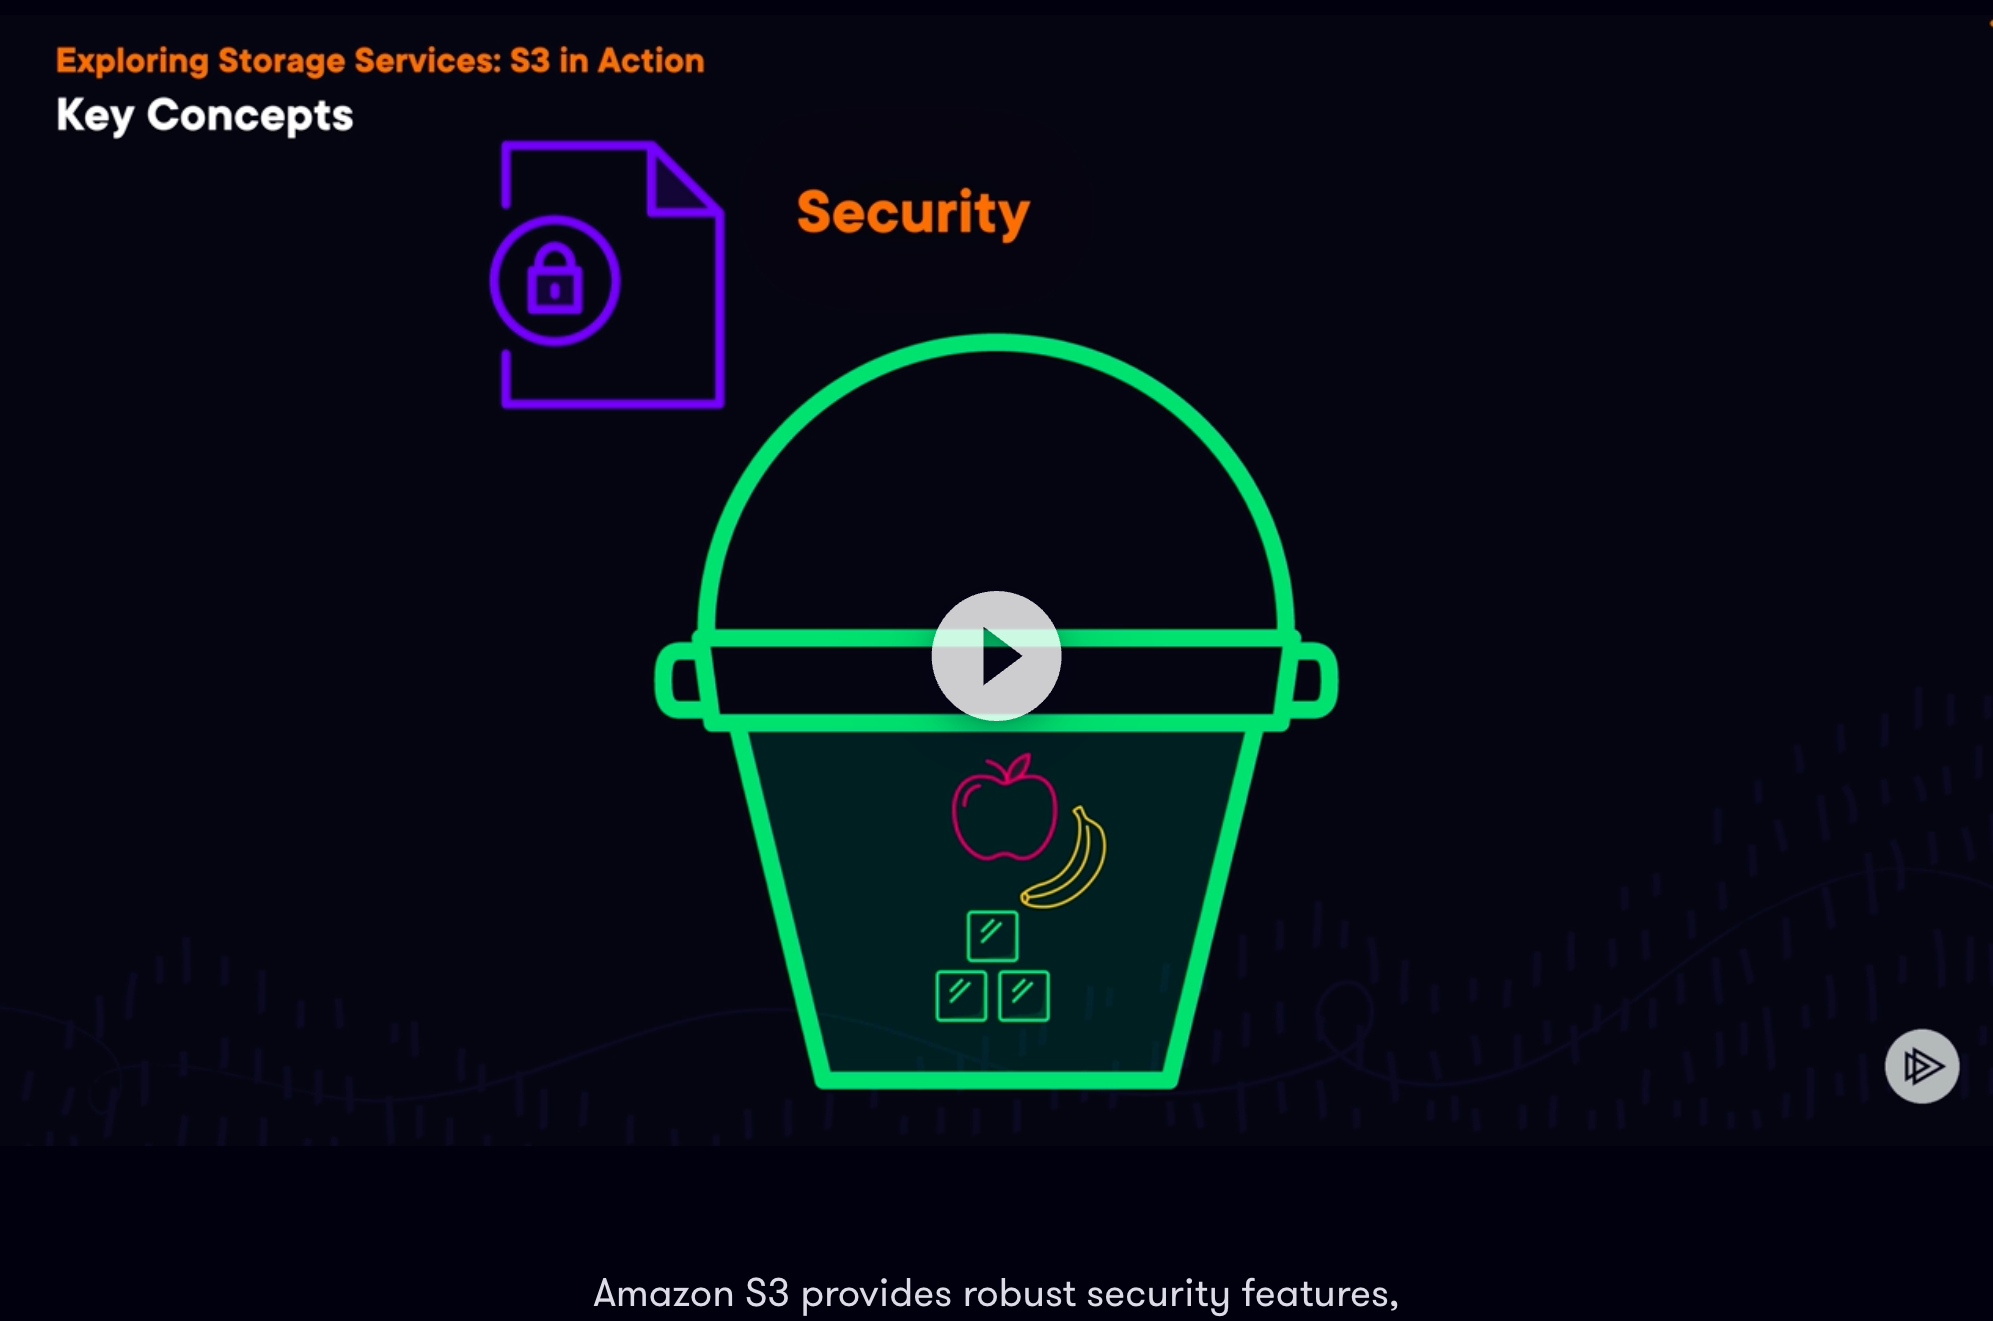 Exploring Storage Services: S3 in Action
Key Concepts
Security
Amazon S3 provides robust security features,